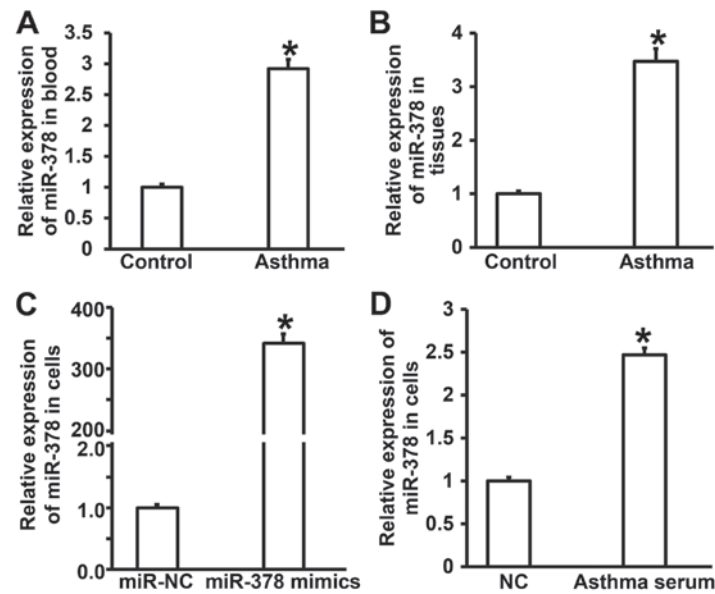 A
Relative expression
of miR-378 in blood
3.5
3
2.5
2
1.5
1
0.5
0
*
Control
Asthma
B
Relative expression
of miR-378 in
tissues
4
3
2
1
0
*
Control
Asthma
C
Relative expression
of miR-378 in cells
400
300
200
2.0
1.0
0.0
*
miR-NC
miR-378 mimics
D
Relative expression of
miR-378 in cells
3
2.5
2
1.5
1
0.5
0
*
NC
Asthma serum